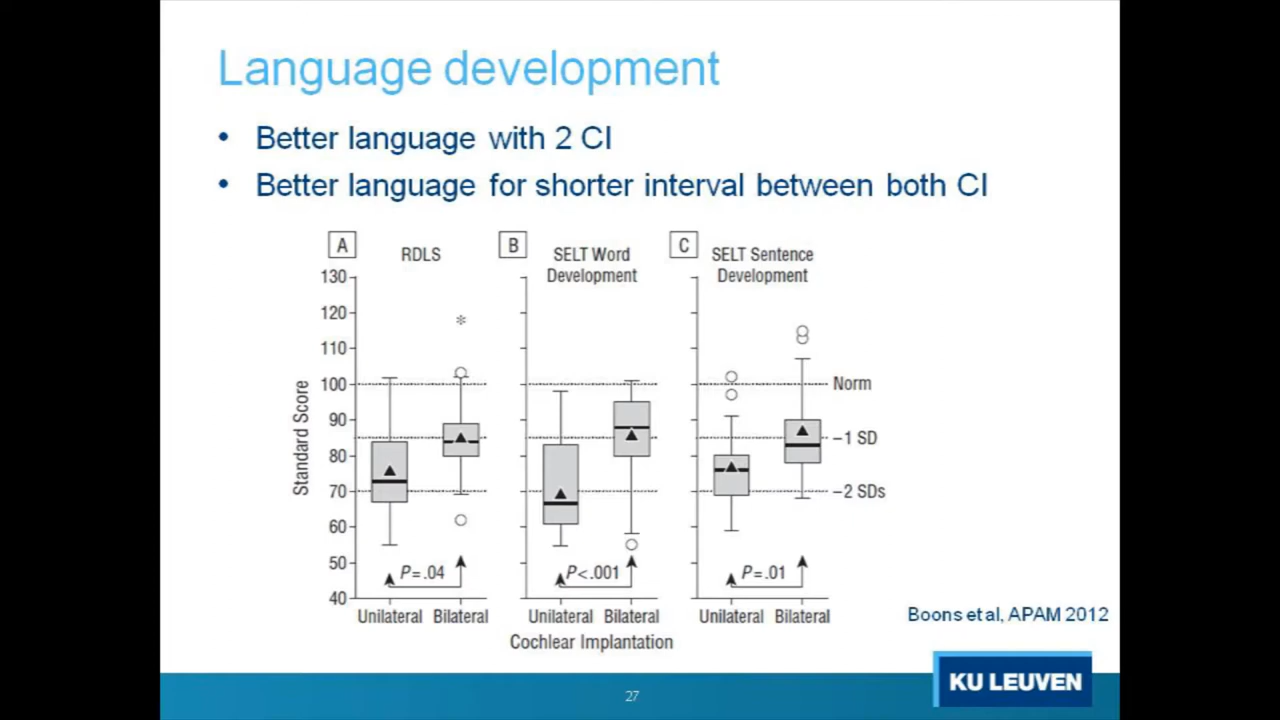 Language development
• Better language with 2 CI
• Better language for shorter interval between both CI
A
RDLS
B
SELT Word
Development
C
SELT Sentence
Development
130
120
110
100
90
80
70
60
50
40
Standard Score
*
Norm
–1 SD
–2 SDs
P = .04
P < .001
P = .01
Unilateral Bilateral
Unilateral Bilateral
Unilateral Bilateral
Cochlear Implantation
Boons et al, APAM 2012
27
KU LEUVEN